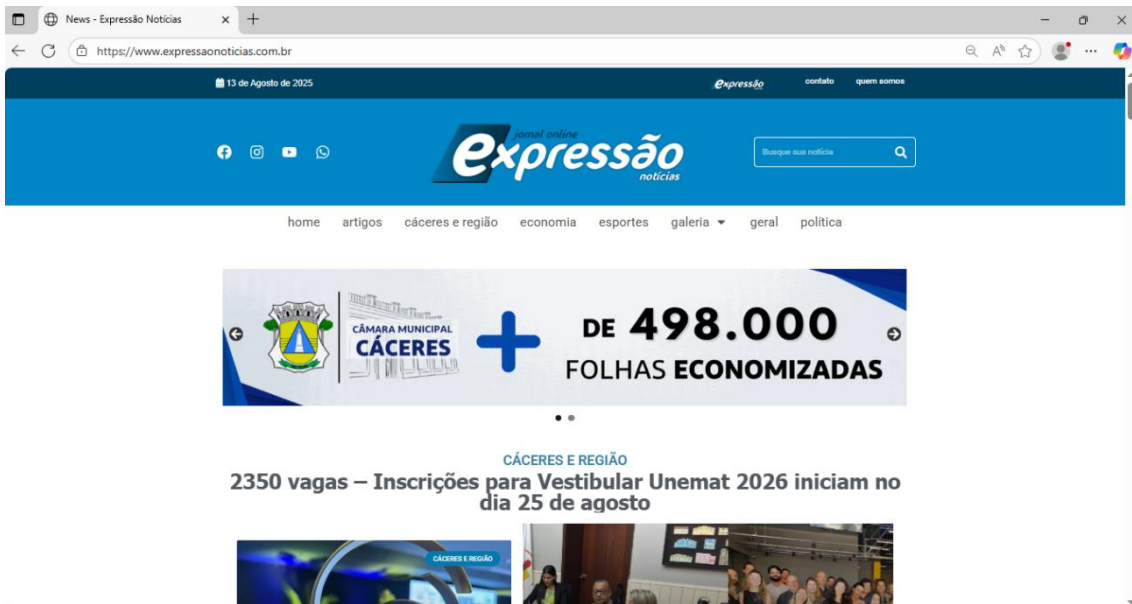 News - Expressão Notícias
https://www.expressaonoticias.com.br
13 de Agosto de 2025
expressão
contato
quem somos
jornal online
expressão
notícias
Busque sua notícia
home artigos cáceres e região economia esportes galeria geral política
CÂMARA MUNICIPAL
CÁCERES
+ DE 498.000
FOLHAS ECONOMIZADAS
CÁCERES E REGIÃO
2350 vagas – Inscrições para Vestibular Unemat 2026 iniciam no
dia 25 de agosto
CÁCERES E REGIÃO